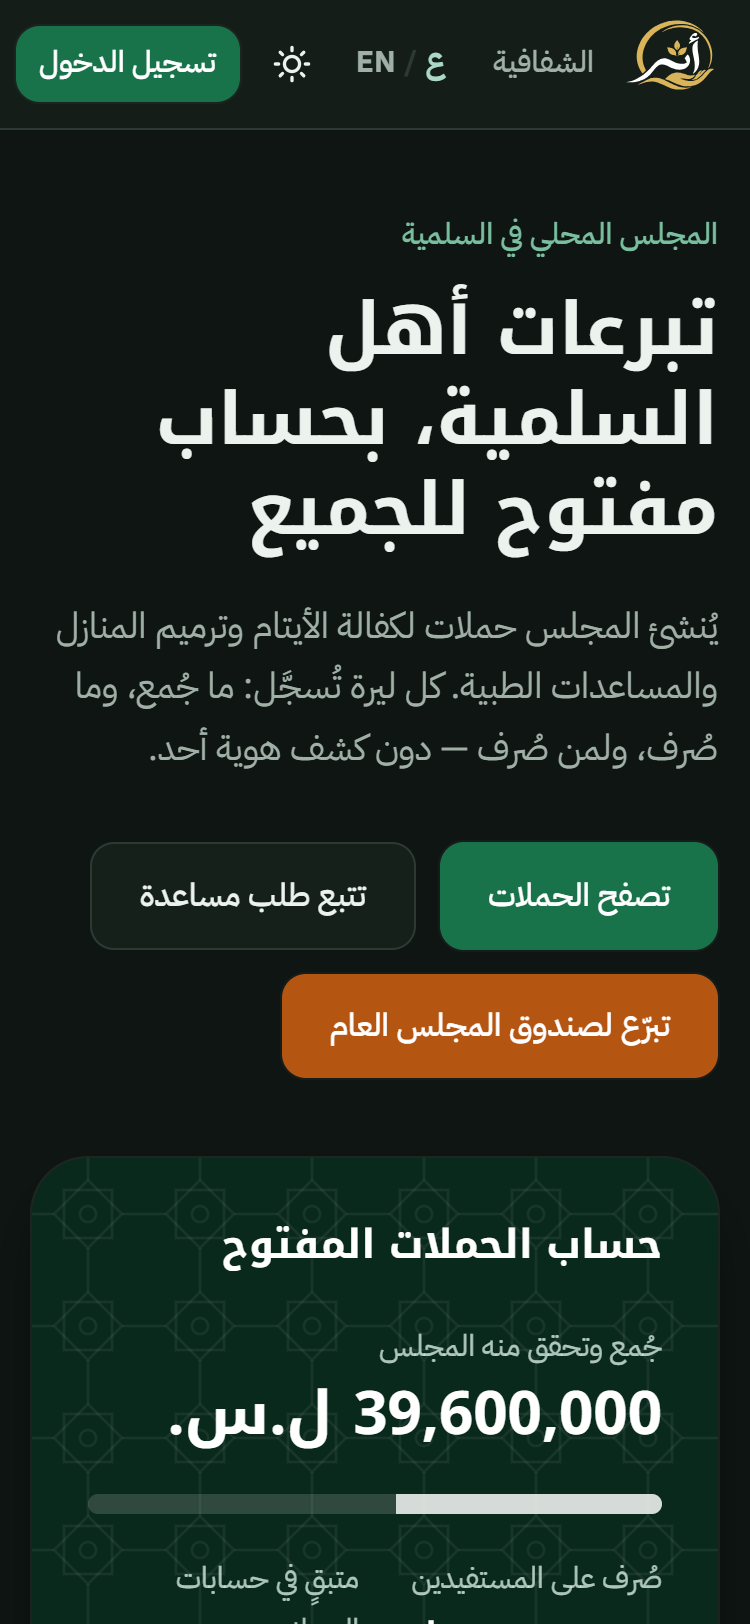 أثر
الشفافية
ع / EN
تسجيل الدخول
المجلس المحلي في السلمية
تبرعات أهل
السلمية، بحساب
مفتوح للجميع
يُنشئ المجلس حملات لكفالة الأيتام وترميم المنازل
والمساعدات الطبية. كل ليرة تُسجَّل: ما جُمع، وما
صُرف، ولمن صُرف — دون كشف هوية أحد.
تصفح الحملات
تتبع طلب مساعدة
تبرّع لصندوق المجلس العام
حساب الحملات المفتوح
جُمع وتحقق منه المجلس
39,600,000 ل.س.
صُرف على المستفيدين
متبقٍ في حسابات